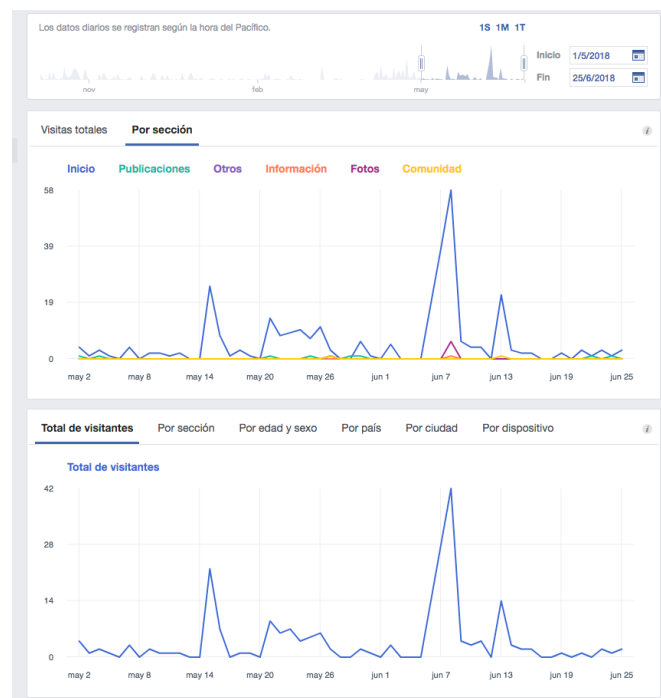 Los datos diarios se registran según la hora del Pacífico.
1S 1M 1T
Inicio 1/5/2018
Fin 25/6/2018
nov feb may
Visitas totales Por sección
Inicio Publicaciones Otros Información Fotos Comunidad
58
39
19
0
may 2 may 8 may 14 may 20 may 26 jun 1 jun 7 jun 13 jun 19 jun 25
Total de visitantes Por sección Por edad y sexo Por país Por ciudad Por dispositivo
Total de visitantes
42
28
14
0
may 2 may 8 may 14 may 20 may 26 jun 1 jun 7 jun 13 jun 19 jun 25